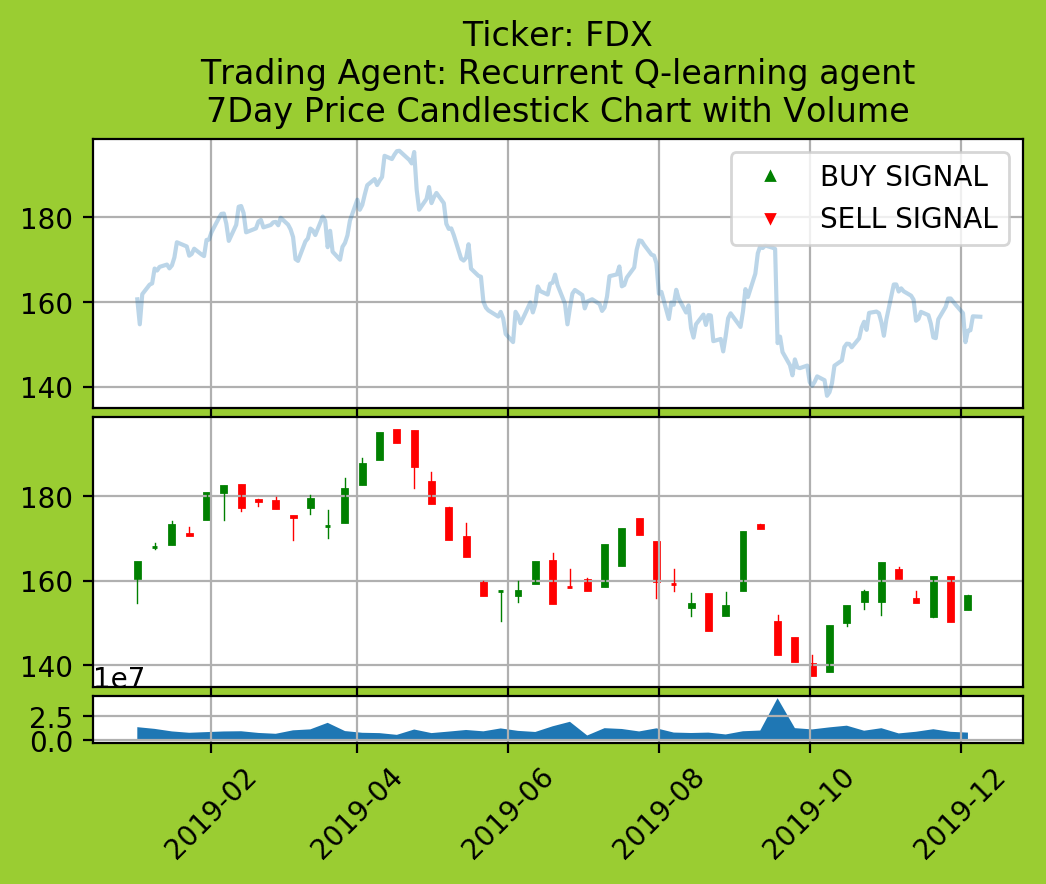 Ticker: FDX
Trading Agent: Recurrent Q-learning agent
7Day Price Candlestick Chart with Volume
BUY SIGNAL
SELL SIGNAL
180
160
140
180
160
140
1e7
2.5
0.0
2019-02
2019-04
2019-06
2019-08
2019-10
2019-12